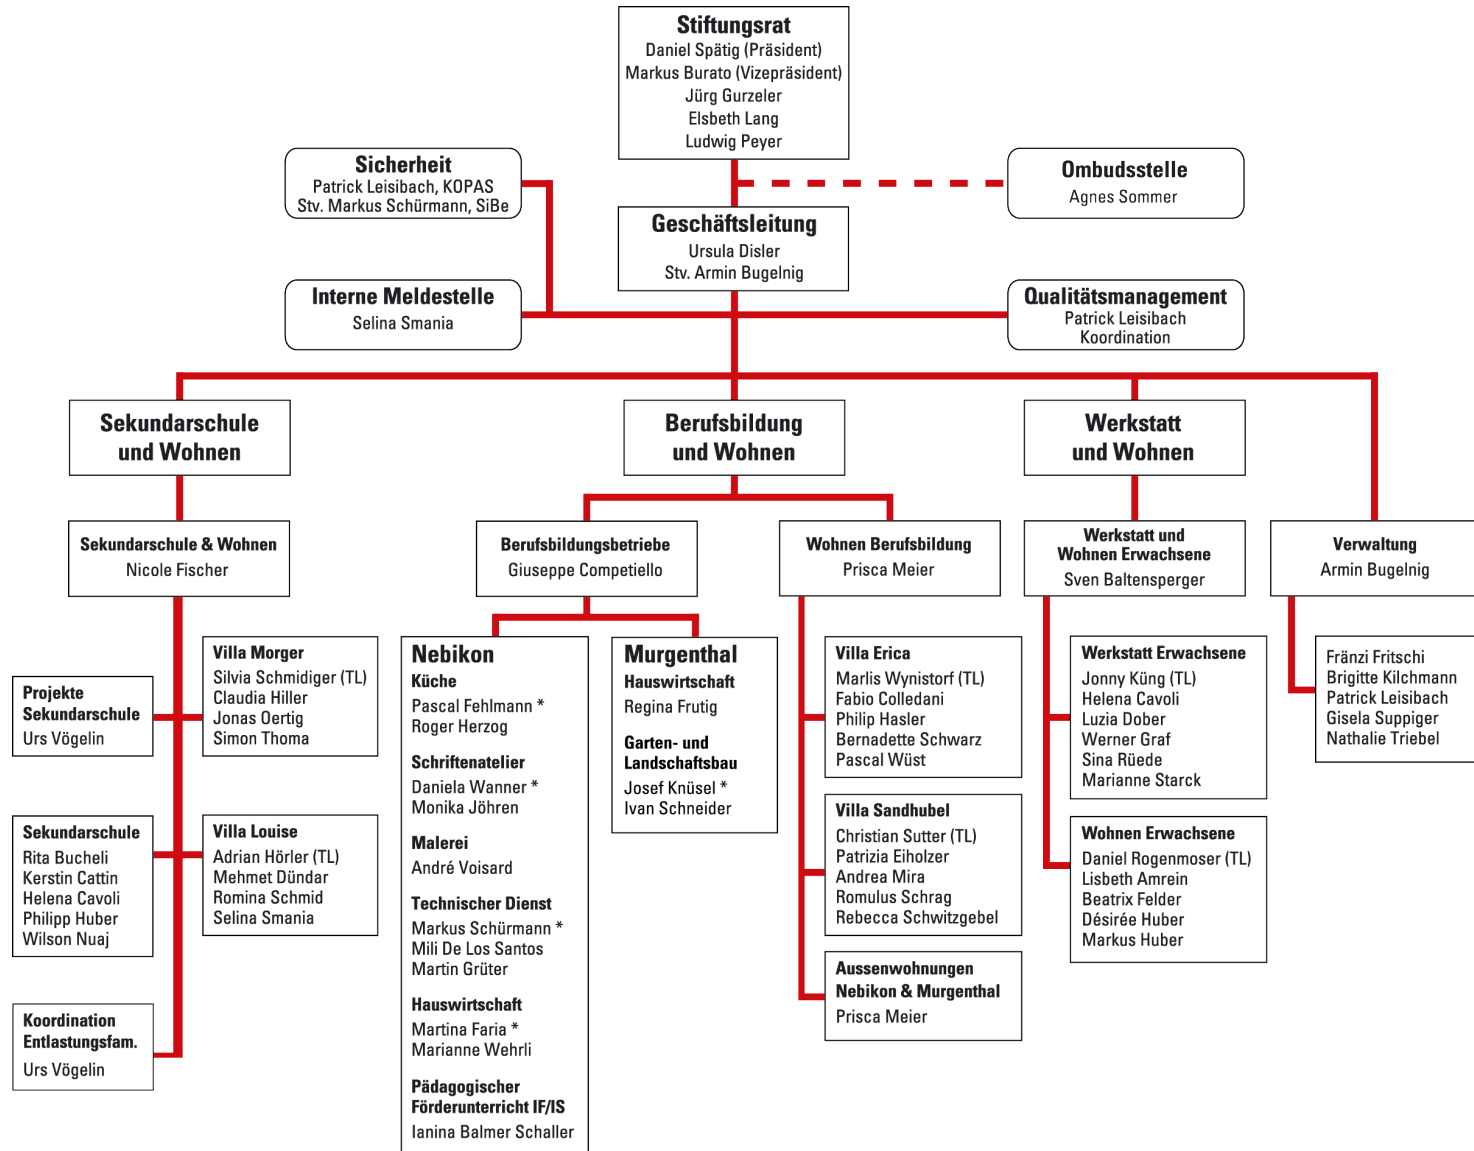 Stiftungsrat
Daniel Spätig (Präsident)
Markus Burato (Vizepräsident)
Jürg Gurzeler
Elsbeth Lang
Ludwig Peyer
Sicherheit
Patrick Leisibach, KOPAS
Stv. Markus Schürmann, SiBe
Ombudsstelle
Agnes Sommer
Geschäftsleitung
Ursula Disler
Stv. Armin Bugelnig
Interne Meldestelle
Selina Smania
Qualitätsmanagement
Patrick Leisibach
Koordination
Sekundarschule
und Wohnen
Berufsbildung
und Wohnen
Werkstatt
und Wohnen
Sekundarschule & Wohnen
Nicole Fischer
Berufsbildungsbetriebe
Giuseppe Competiello
Wohnen Berufsbildung
Prisca Meier
Werkstatt und
Wohnen Erwachsene
Sven Baltensperger
Verwaltung
Armin Bugelnig
Projekte
Sekundarschule
Urs Vögelin
Villa Morger
Silvia Schmidiger (TL)
Claudia Hiller
Jonas Oertig
Simon Thoma
Sekundarschule
Rita Bucheli
Kerstin Cattin
Helena Cavoli
Philipp Huber
Wilson Nuaj
Villa Louise
Adrian Hörler (TL)
Mehmet Dündar
Romina Schmid
Selina Smania
Koordination
Entlastungsfam.
Urs Vögelin
Nebikon
Küche
Pascal Fehlmann *
Roger Herzog
Schriftenatelier
Daniela Wanner *
Monika Jöhren
Malerei
André Voisard
Technischer Dienst
Markus Schürmann *
Mili De Los Santos
Martin Grüter
Hauswirtschaft
Martina Faria *
Marianne Wehrli
Pädagogischer
Förderunterricht IF/IS
Ianina Balmer Schaller
Murgenthal
Hauswirtschaft
Regina Frutig
Garten- und
Landschaftsbau
Josef Knüsel *
Ivan Schneider
Villa Erica
Marlis Wynistorf (TL)
Fabio Colledani
Philip Hasler
Bernadette Schwarz
Pascal Wüst
Villa Sandhubel
Christian Sutter (TL)
Patrizia Eiholzer
Andrea Mira
Romulus Schrag
Rebecca Schwitzgebel
Aussenwohnungen
Nebikon & Murgenthal
Prisca Meier
Werkstatt Erwachsene
Jonny Küng (TL)
Helena Cavoli
Luzia Dober
Werner Graf
Sina Rüede
Marianne Starck
Wohnen Erwachsene
Daniel Rogenmoser (TL)
Lisbeth Amrein
Beatrix Felder
Désirée Huber
Markus Huber
Fränzi Fritschi
Brigitte Kilchmann
Patrick Leisibach
Gisela Suppiger
Nathalie Triebel